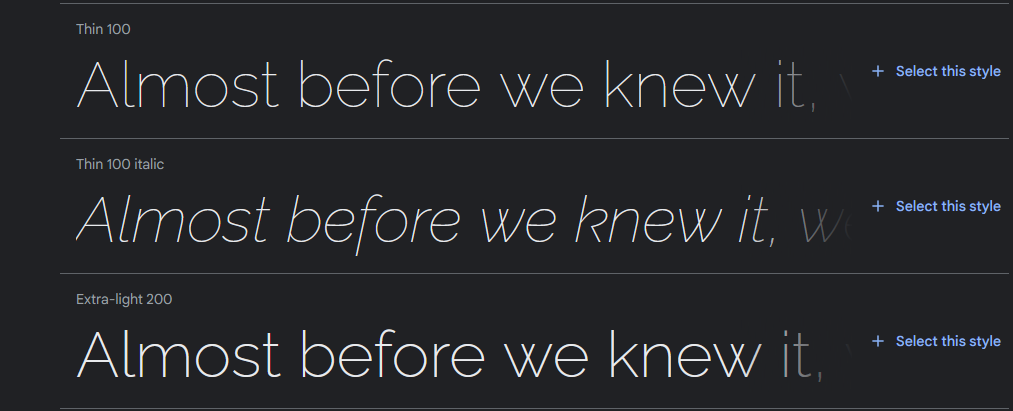 Thin 100
Almost before we knew it,
+ Select this style
Thin 100 italic
Almost before we knew it, we
+ Select this style
Extra-light 200
Almost before we knew it,
+ Select this style